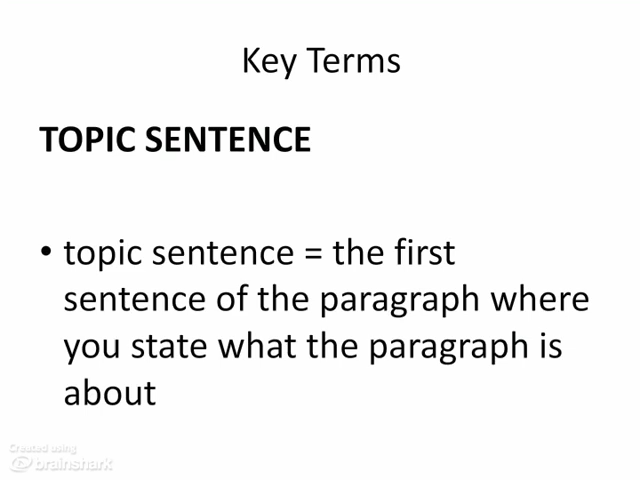 Key Terms
TOPIC SENTENCE
• topic sentence = the first
sentence of the paragraph where
you state what the paragraph is
about
Created using
brainshark